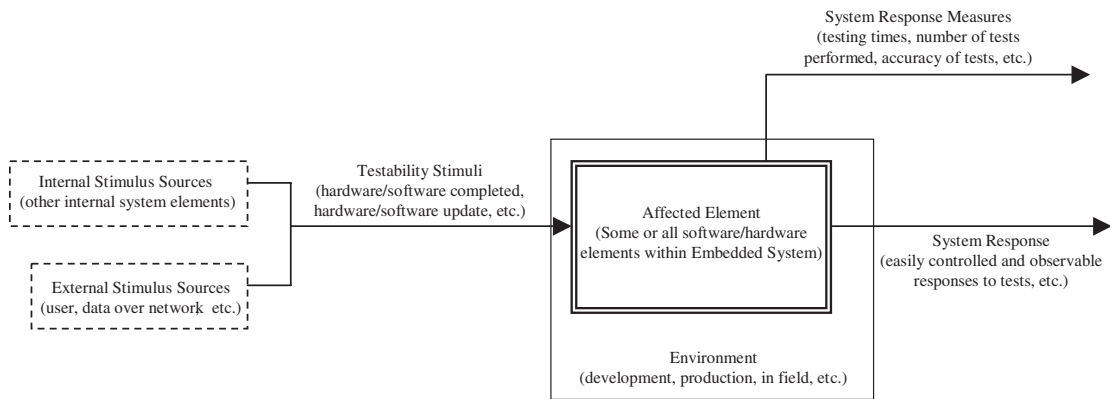 System Response Measures
(testing times, number of tests
performed, accuracy of tests, etc.)
Testability Stimuli
(hardware/software completed,
hardware/software update, etc.)
Internal Stimulus Sources
(other internal system elements)
Affected Element
(Some or all software/hardware
elements within Embedded System)
System Response
(easily controlled and observable
responses to tests, etc.)
External Stimulus Sources
(user, data over network etc.)
Environment
(development, production, in field, etc.)